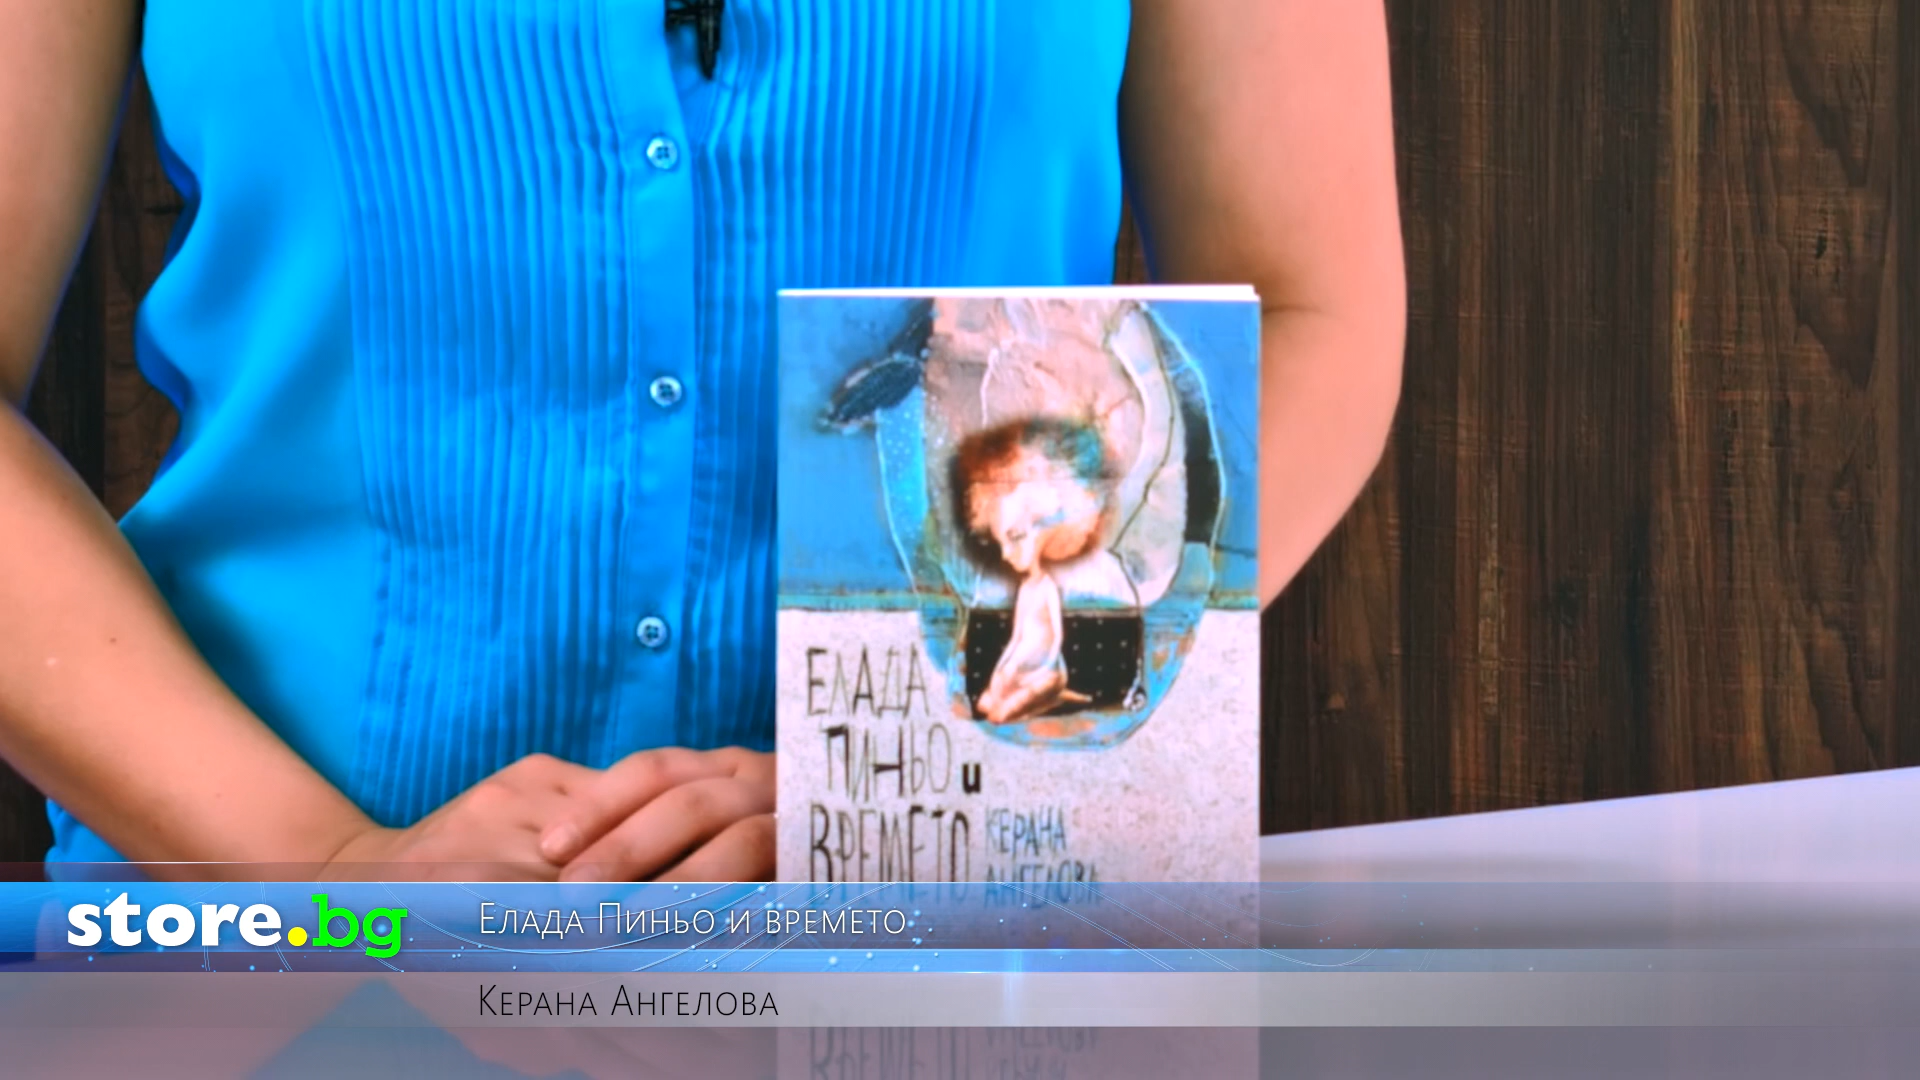 ЕЛАДА
ПИНЬО и
ВРЕМЕТО
КЕРАНА
АНГЕЛОВА
store.bg
Елада Пиньо и времето
Керана Ангелова